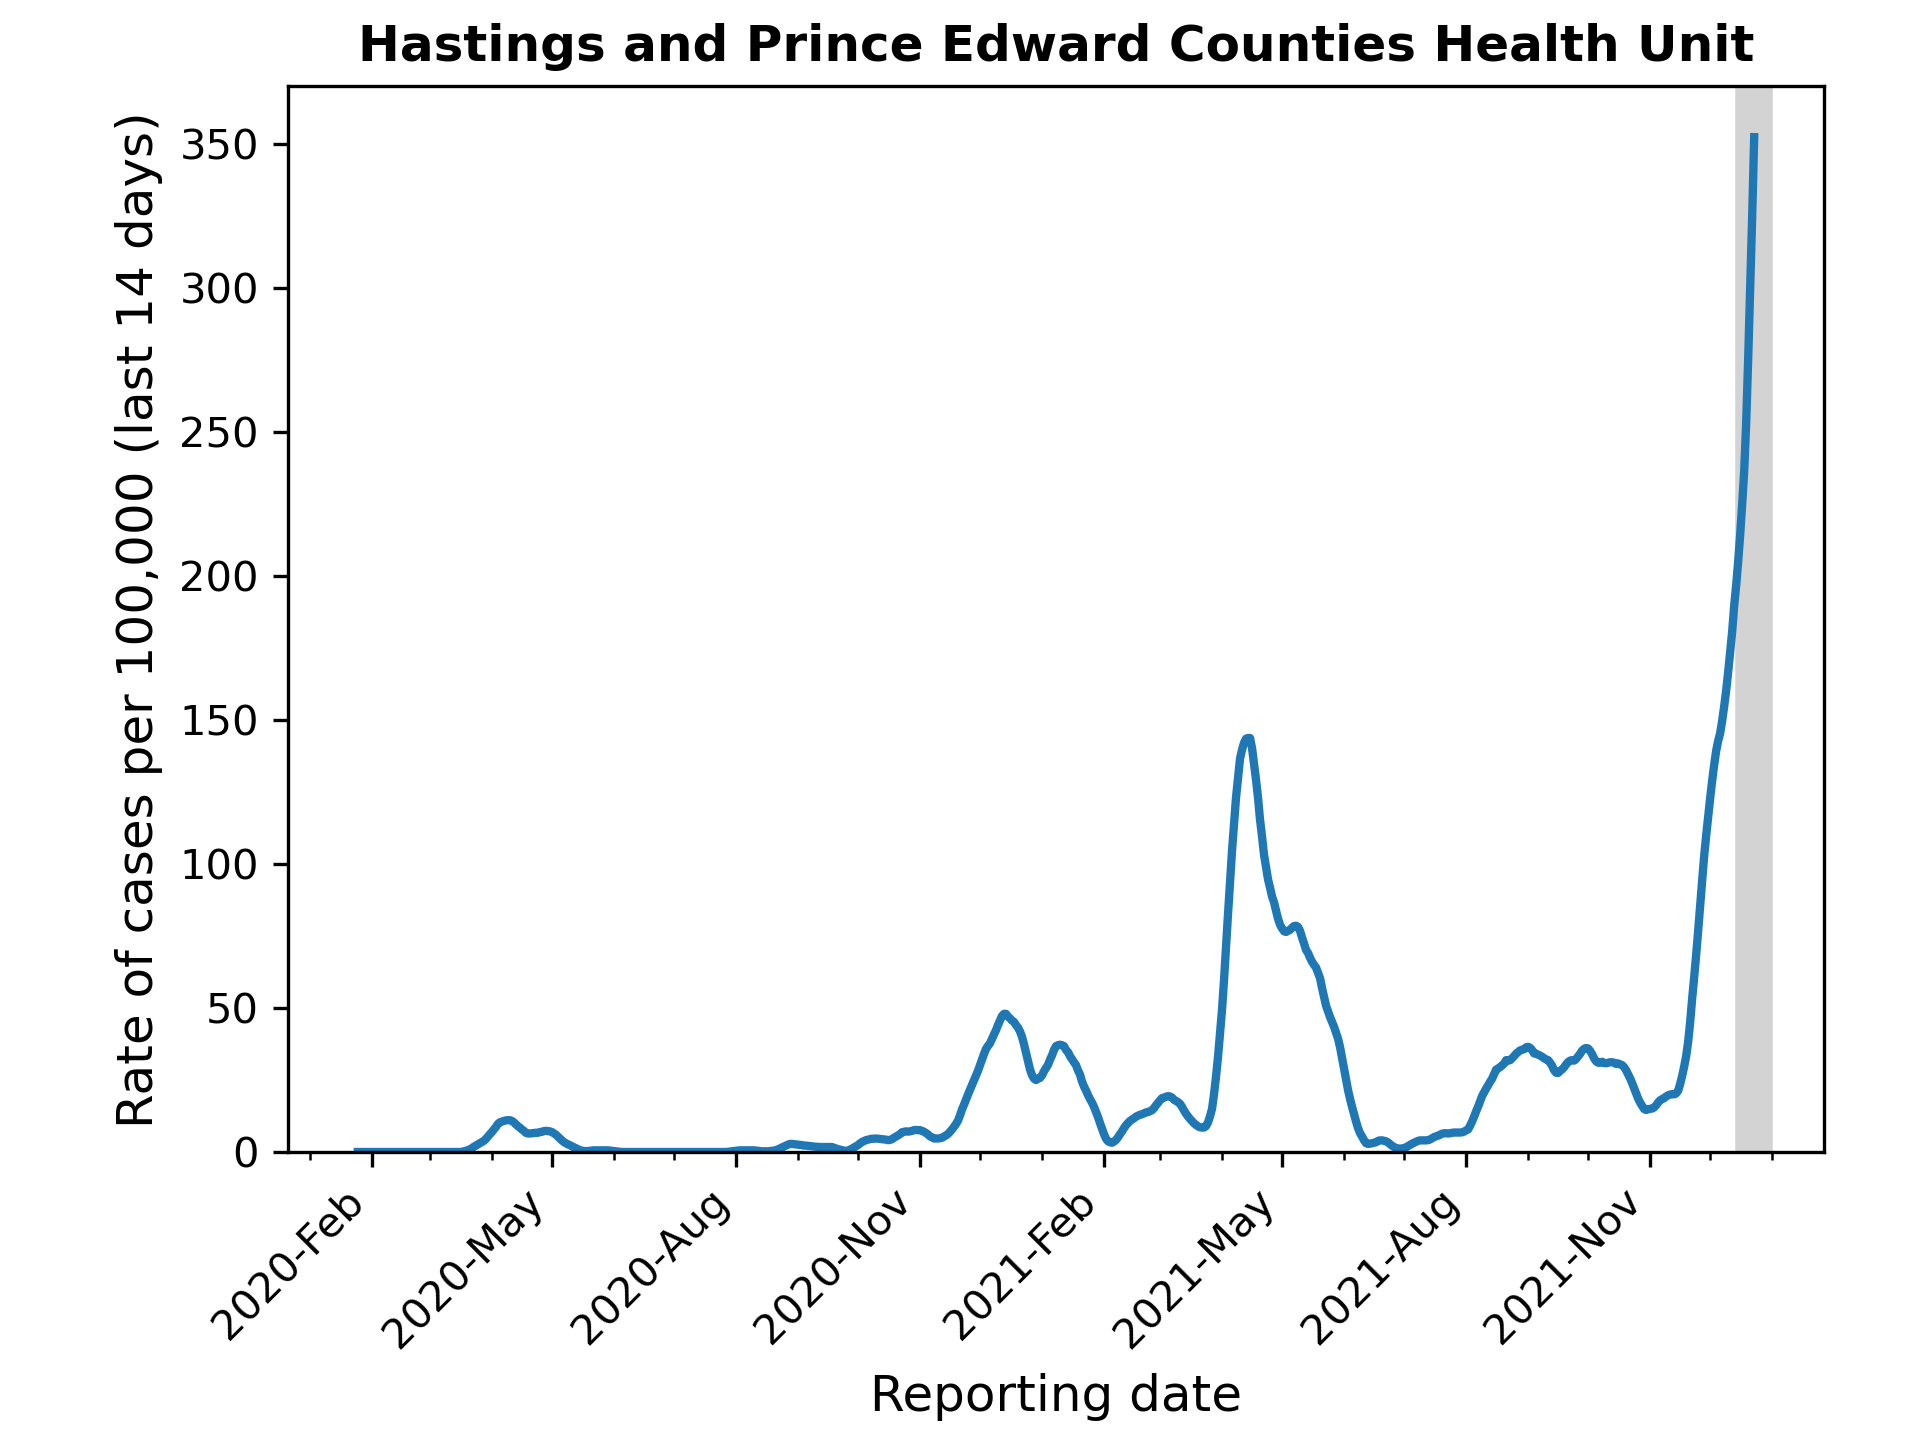 Hastings and Prince Edward Counties Health Unit
Rate of cases per 100,000 (last 14 days)
350
300
250
200
150
100
50
0
2020-Feb
2020-May
2020-Aug
2020-Nov
2021-Feb
2021-May
2021-Aug
2021-Nov
Reporting date